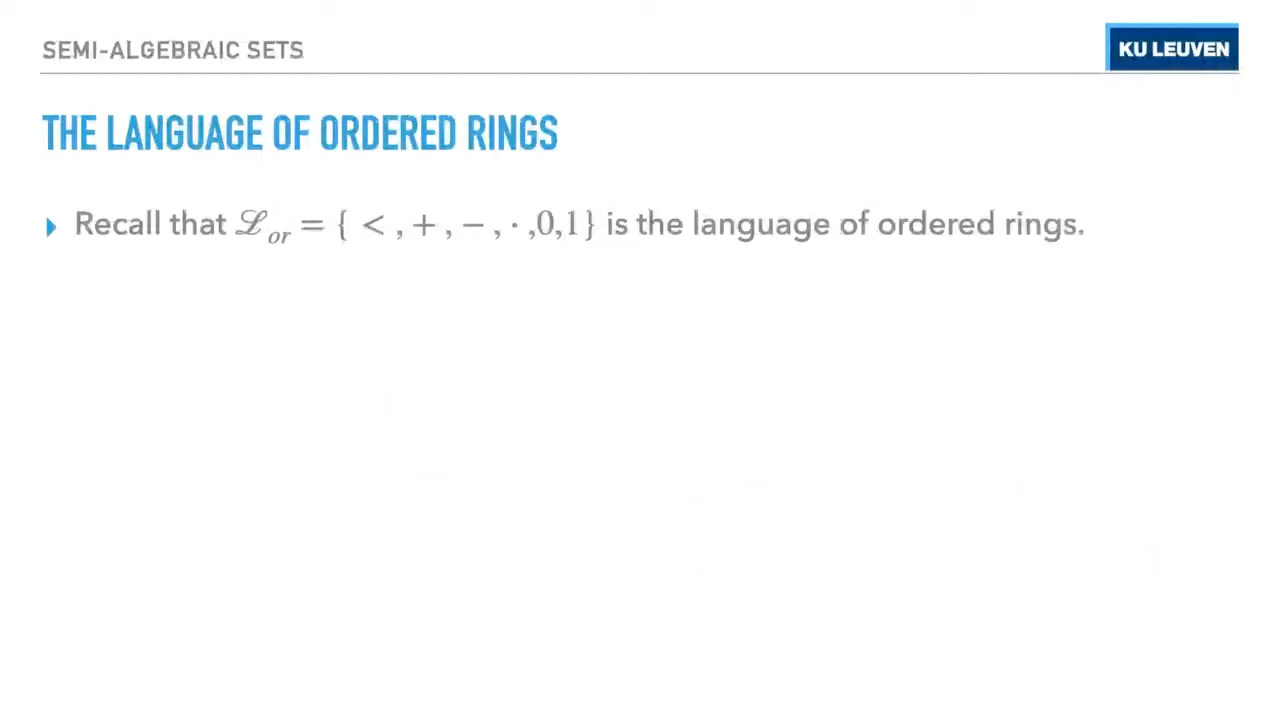 SEMI-ALGEBRAIC SETS
KU LEUVEN
THE LANGUAGE OF ORDERED RINGS
Recall that ℒ_or = { < , + , − , · ,0,1} is the language of ordered rings.